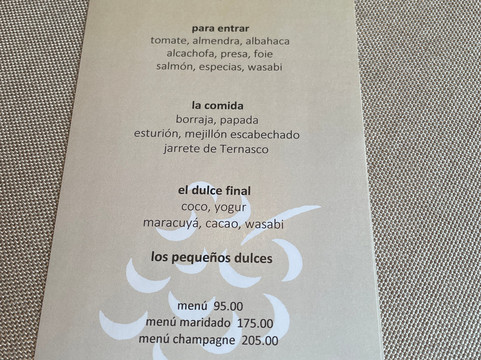 para entrar
tomate, almendra, albahaca
alcachofa, presa, foie
salmón, especias, wasabi
la comida
borraja, papada
esturión, mejillón escabechado
jarrete de Ternasco
el dulce final
coco, yogur
maracuyá, cacao, wasabi
los pequeños dulces
menú 95.00
menú maridado 175.00
menú champagne 205.00